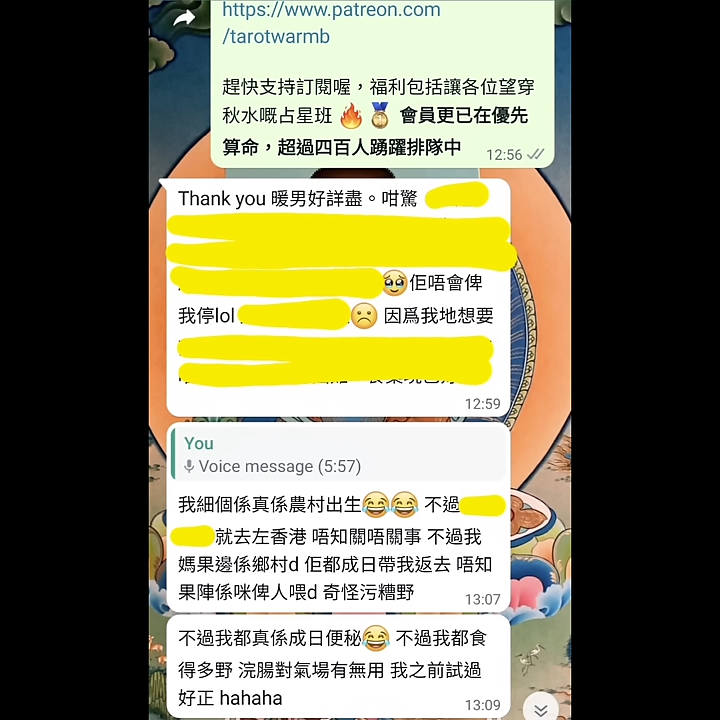 https://www.patreon.com
/tarotwarmb
趕快支持訂閱喔，福利包括讓各位望穿
秋水嘅占星班 🔥 🏅 會員更已在優先
算命，超過四百人踴躍排隊中
12:56
Thank you 暖男好詳盡。咁驚
🥹佢唔會俾
我停lol ☹️ 因爲我地想要
12:59
You
Voice message (5:57)
我細個係真係農村出生😂😂 不過
就去左香港 唔知關唔關事 不過我
媽果邊係鄉村d 佢都成日帶我返去 唔知
果陣係咪俾人喂d 奇怪污糟野
13:07
不過我都真係成日便秘😂 不過我都食
得多野 浣腸對氣場有無用 我之前試過
好正 hahaha
13:09